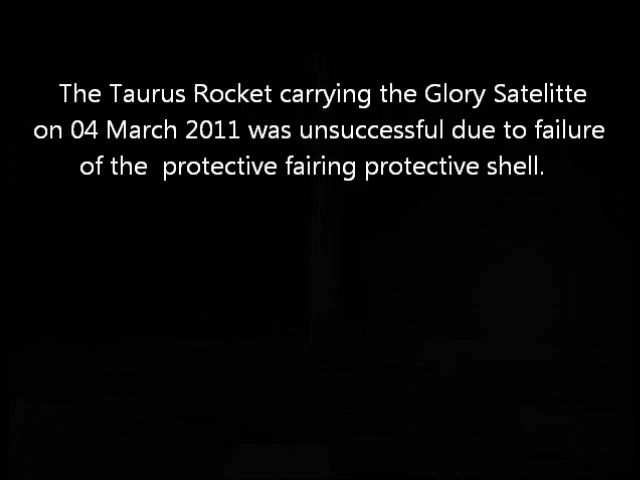 The Taurus Rocket carrying the Glory Satelitte
on 04 March 2011 was unsuccessful due to failure
of the  protective fairing protective shell.